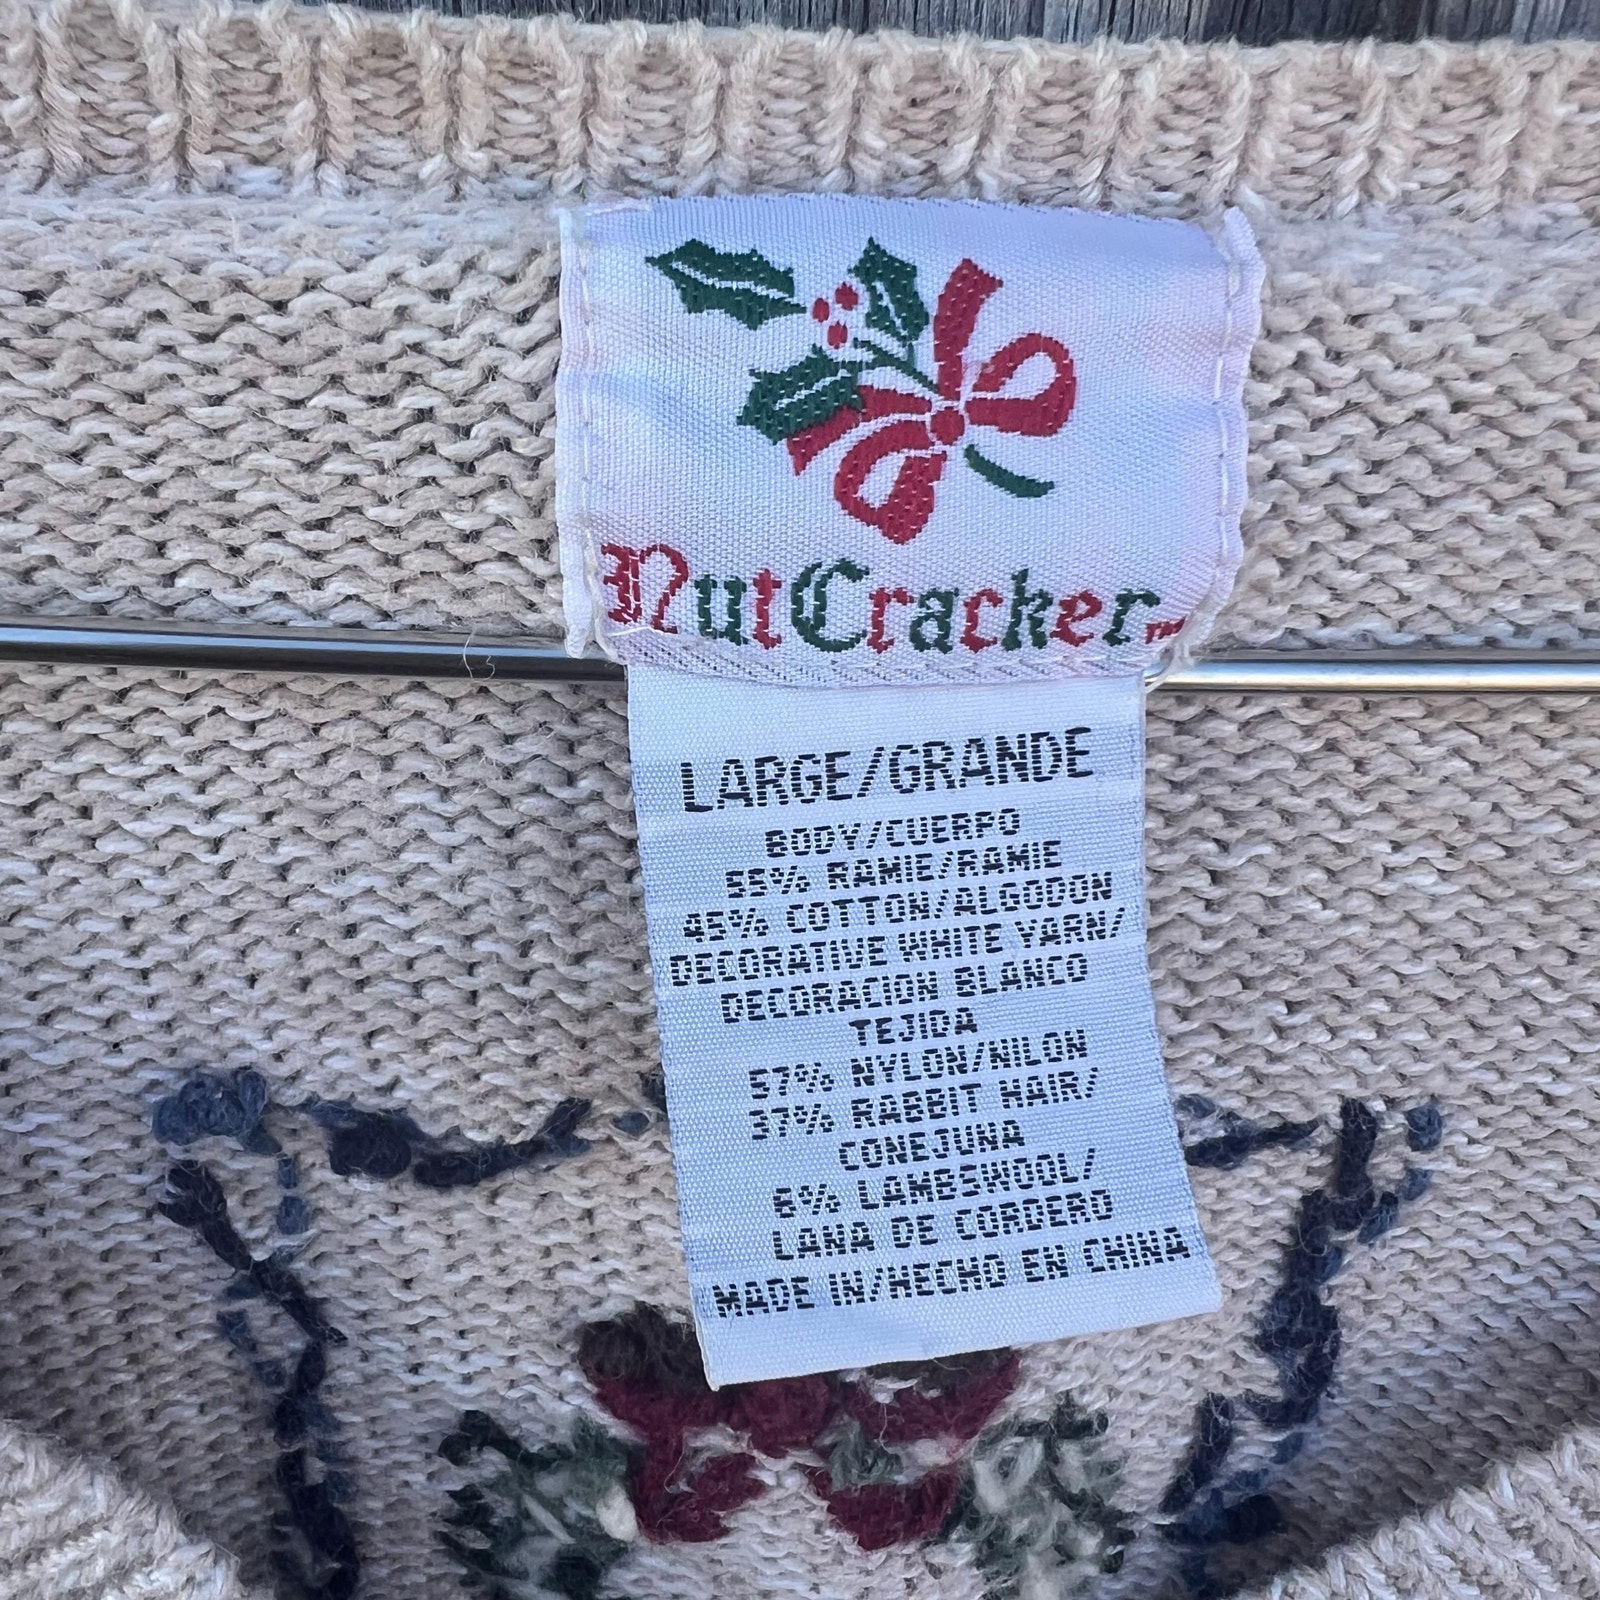 NutCracker™
LARGE/GRANDE
BODY/CUERPO
55% RAMIE/RAMIE
45% COTTON/ALGODON
DECORATIVE WHITE YARN/
DECORACION BLANCO
TEJIDA
57% NYLON/NILON
37% RABBIT HAIR/
CONEJUNA
6% LAMBSWOOL/
LANA DE CORDERO
MADE IN/HECHO EN CHINA